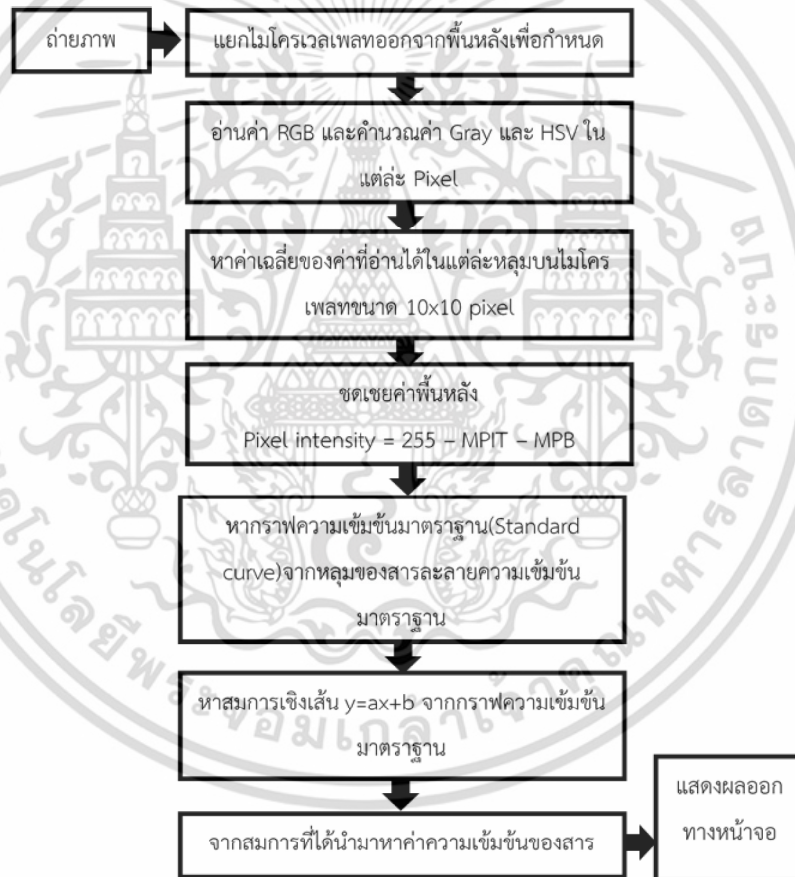 ถ่ายภาพ
แยกไมโครเวลเพลทออกจากพื้นหลังเพื่อกำหนด
อ่านค่า RGB และคำนวณค่า Gray และ HSV ใน
แต่ล่ะ Pixel
หาค่าเฉลี่ยของค่าที่อ่านได้ในแต่ล่ะหลุมบนไมโคร
เพลทขนาด 10x10 pixel
ชดเชยค่าพื้นหลัง
Pixel intensity = 255 – MPIT – MPB
หากราฟความเข้มข้นมาตราฐาน(Standard
curve)จากหลุมของสารละลายความเข้มข้น
มาตราฐาน
หาสมการเชิงเส้น y=ax+b จากกราฟความเข้มข้น
มาตราฐาน
จากสมการที่ได้นำมาหาค่าความเข้มข้นของสาร
แสดงผลออก
ทางหน้าจอ